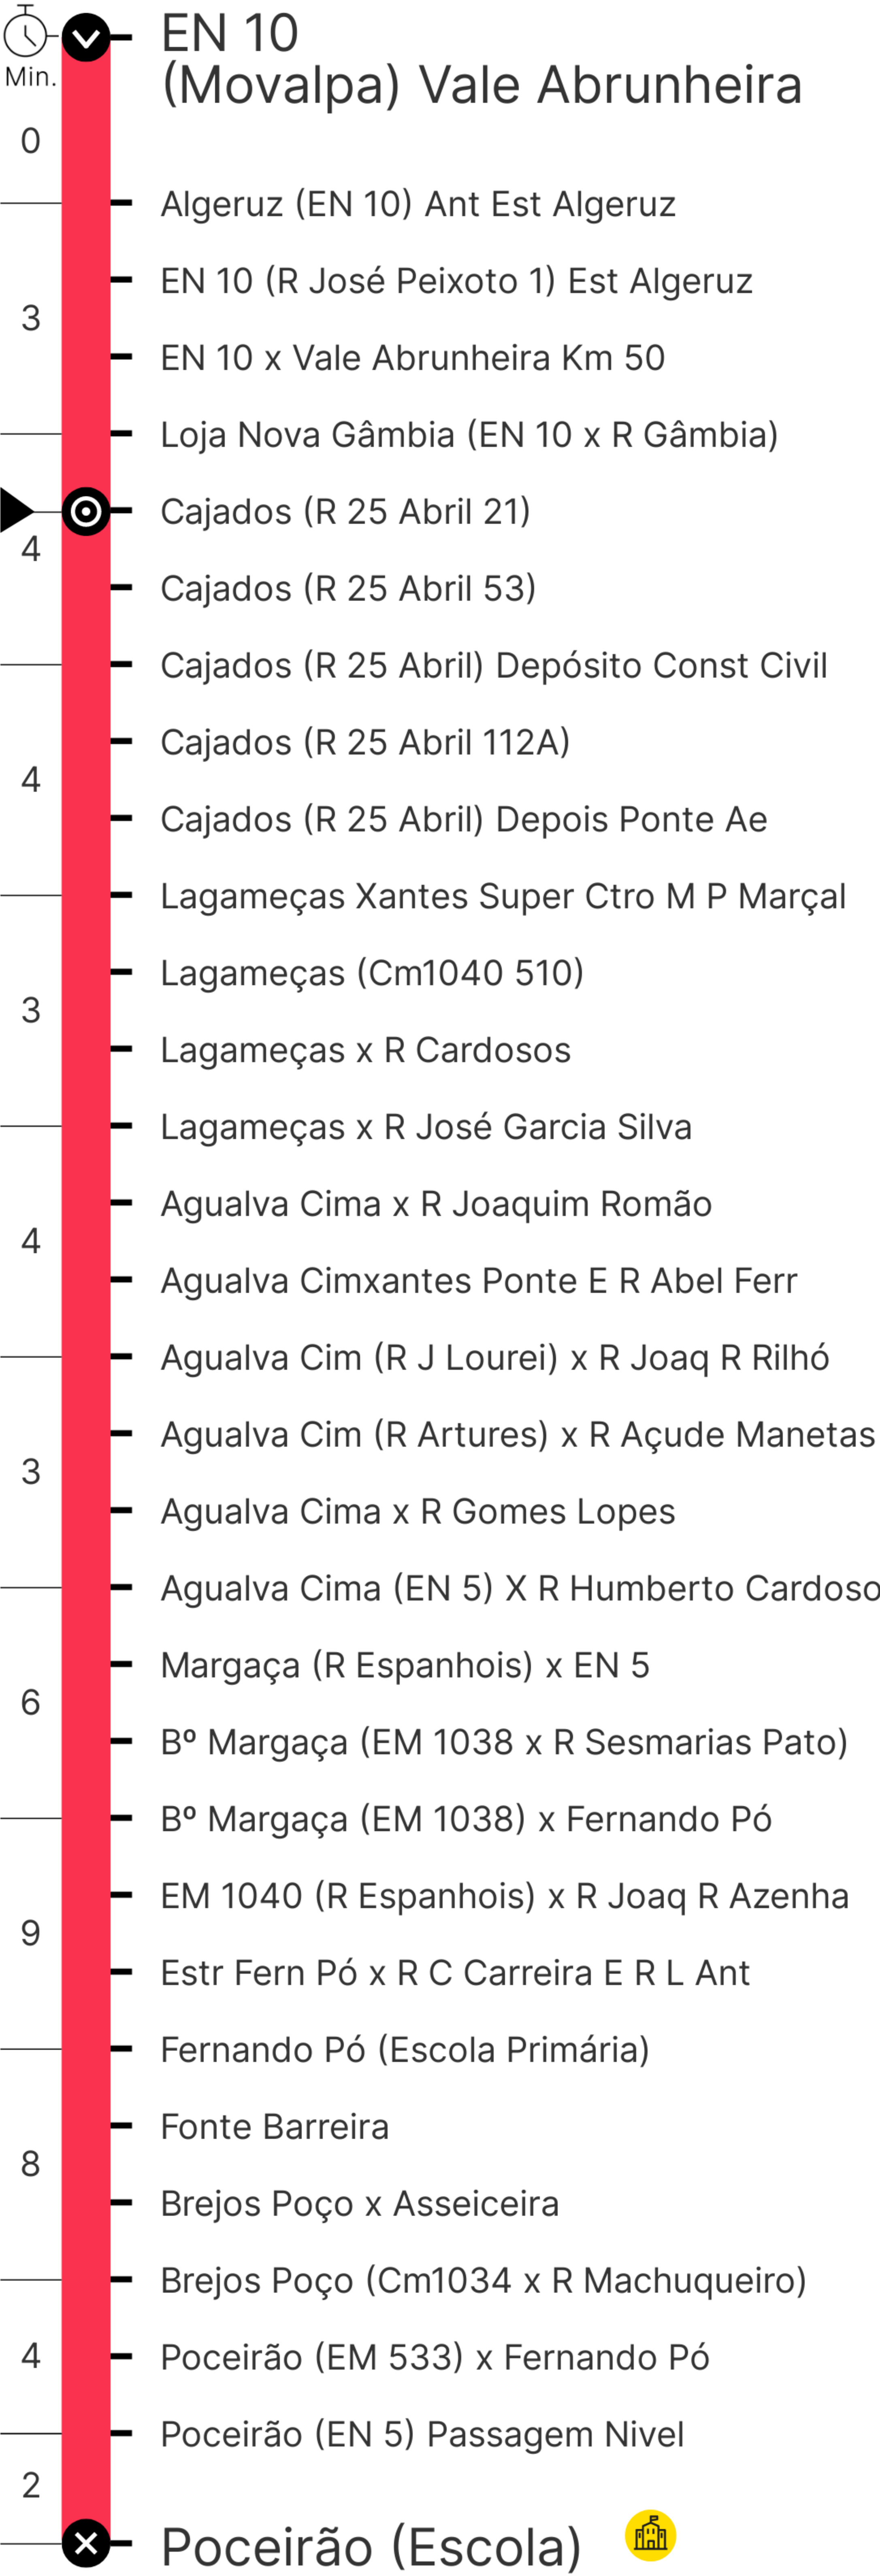 EN 10
Min.
(Movalpa) Vale Abrunheira
0
Algeruz (EN 10) Ant Est Algeruz
EN 10 (R José Peixoto 1) Est Algeruz
3
EN 10 x Vale Abrunheira Km 50
Loja Nova Gâmbia (EN 10 x R Gâmbia)
Cajados (R 25 Abril 21)
4
Cajados (R 25 Abril 53)
Cajados (R 25 Abril) Depósito Const Civil
Cajados (R 25 Abril 112A)
4
Cajados (R 25 Abril) Depois Ponte Ae
Lagameças Xantes Super Ctro M P Marçal
Lagameças (Cm1040 510)
3
Lagameças x R Cardosos
Lagameças x R José Garcia Silva
Agualva Cima x R Joaquim Romão
4
Agualva Cimxantes Ponte E R Abel Ferr
Agualva Cim (R J Lourei) x R Joaq R Rilhó
Agualva Cim (R Artures) x R Açude Manetas
3
Agualva Cima x R Gomes Lopes
Agualva Cima (EN 5) X R Humberto Cardoso
Margaça (R Espanhois) x EN 5
6
Bº Margaça (EM 1038 x R Sesmarias Pato)
Bº Margaça (EM 1038) x Fernando Pó
EM 1040 (R Espanhois) x R Joaq R Azenha
9
Estr Fern Pó x R C Carreira E R L Ant
Fernando Pó (Escola Primária)
Fonte Barreira
8
Brejos Poço x Asseiceira
Brejos Poço (Cm1034 x R Machuqueiro)
4
Poceirão (EM 533) x Fernando Pó
Poceirão (EN 5) Passagem Nivel
2
Poceirão (Escola)